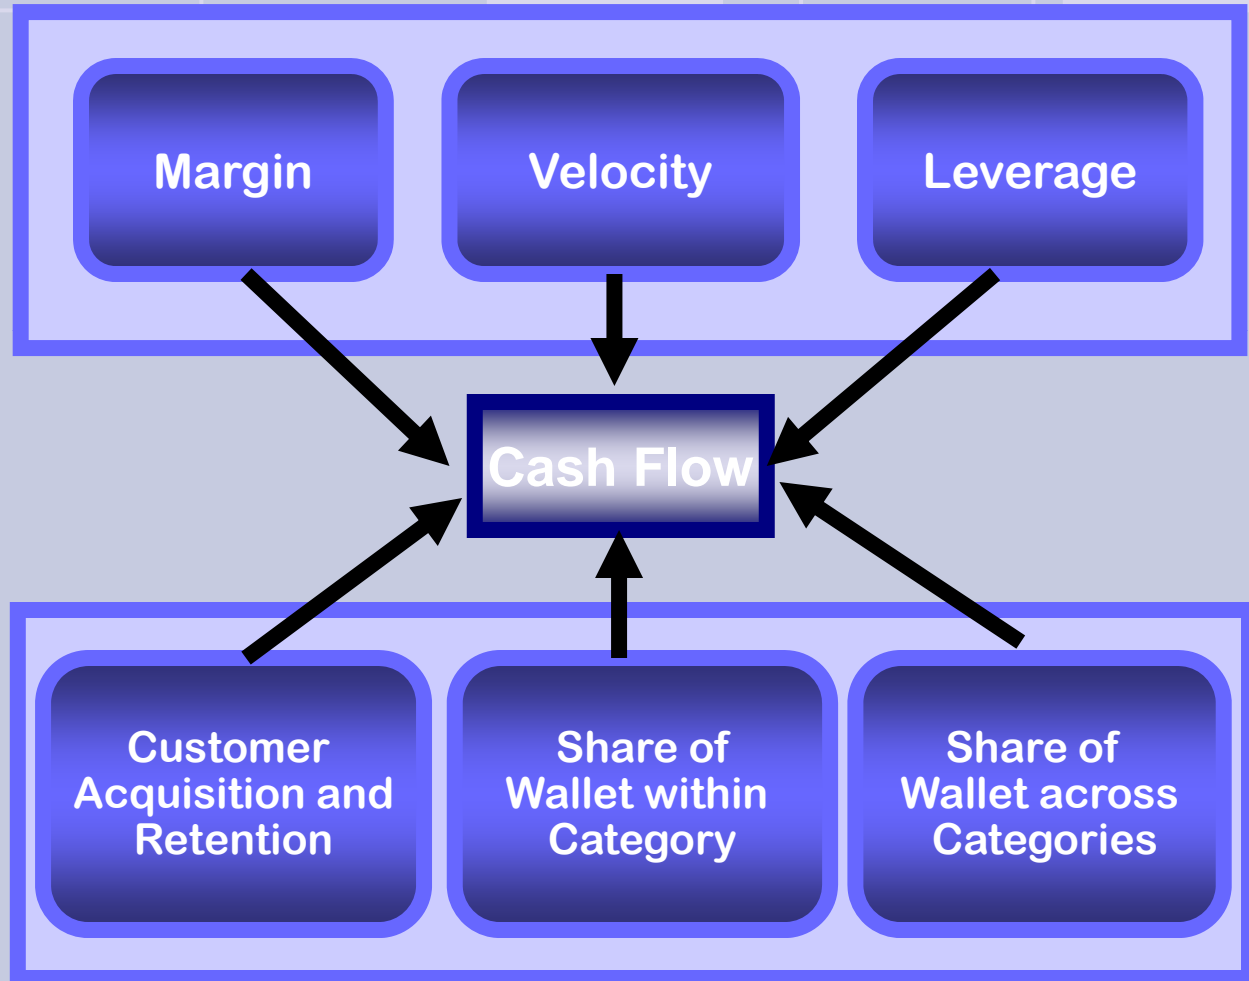 Margin
Velocity
Leverage
Cash Flow
Customer
Acquisition and
Retention
Share of
Wallet within
Category
Share of
Wallet across
Categories